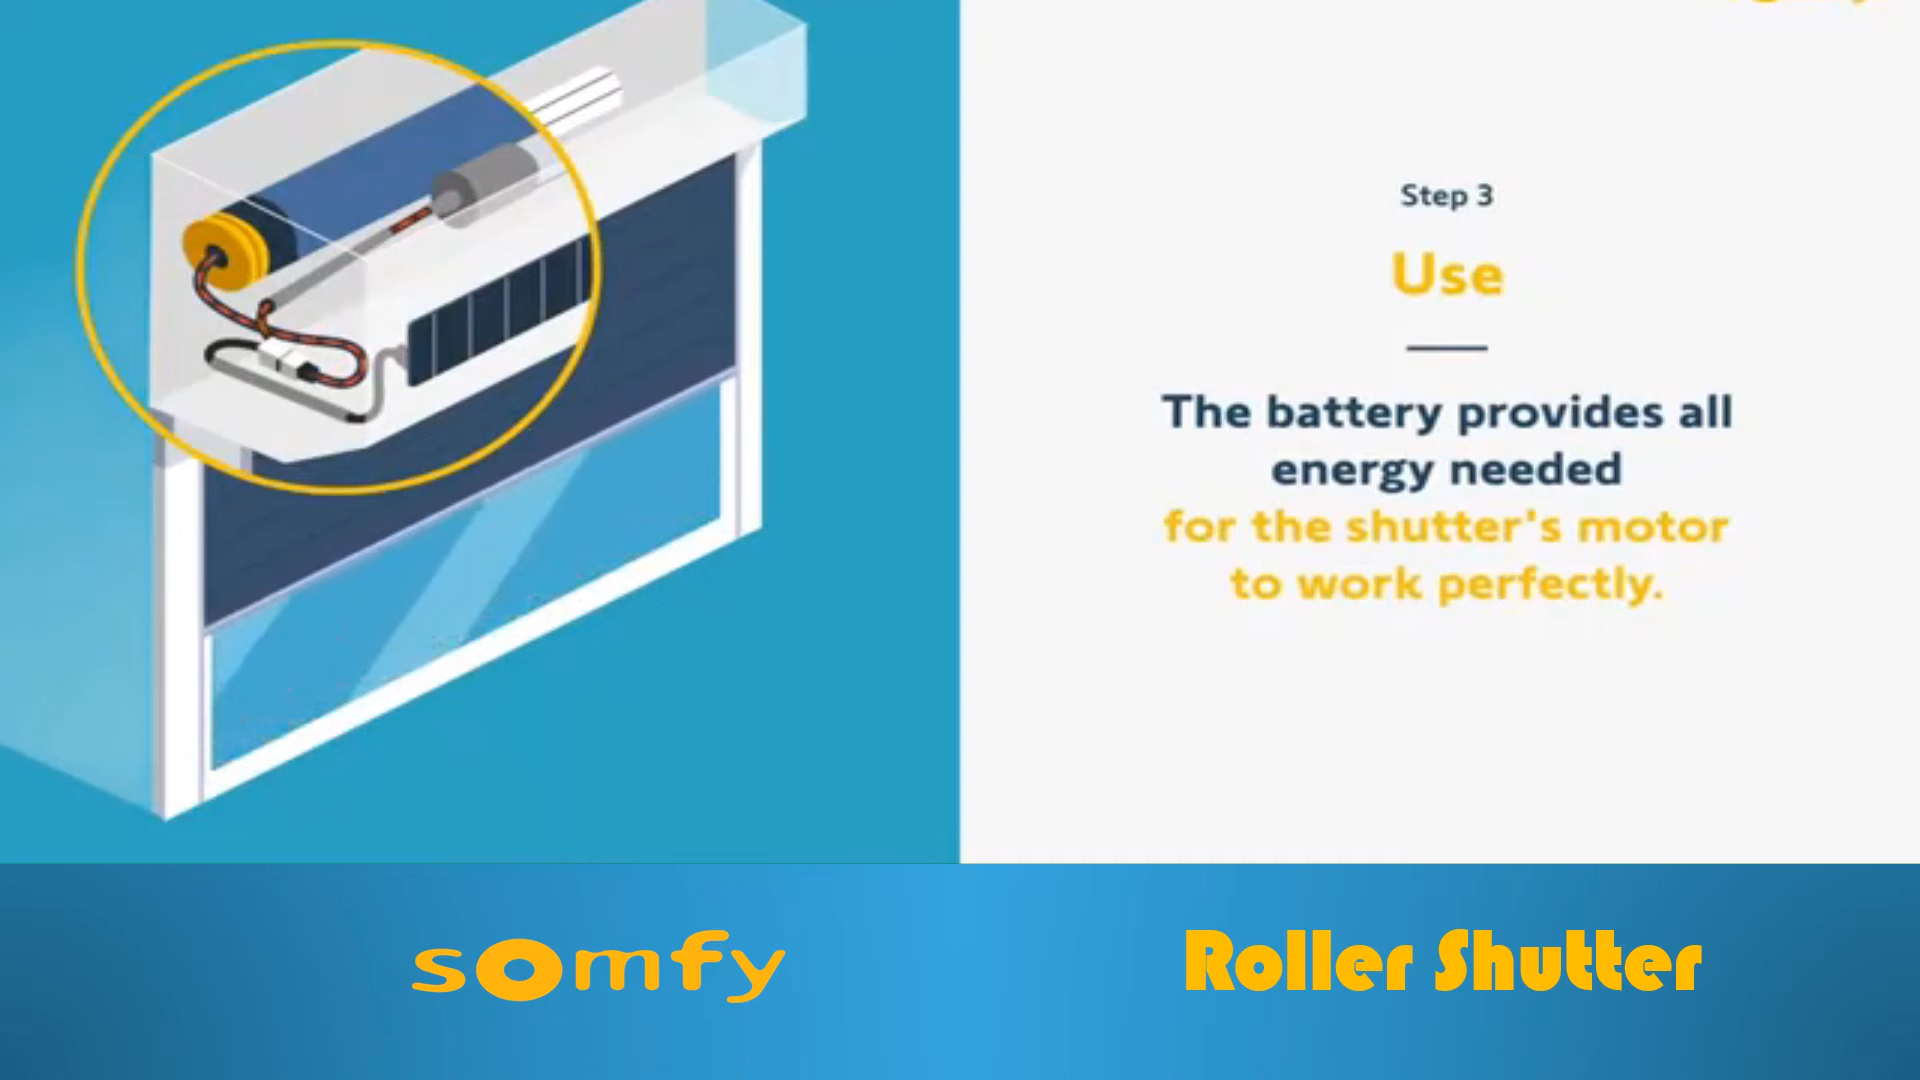 Step 3
Use
The battery provides all
energy needed
for the shutter's motor
to work perfectly.
somfy
Roller Shutter